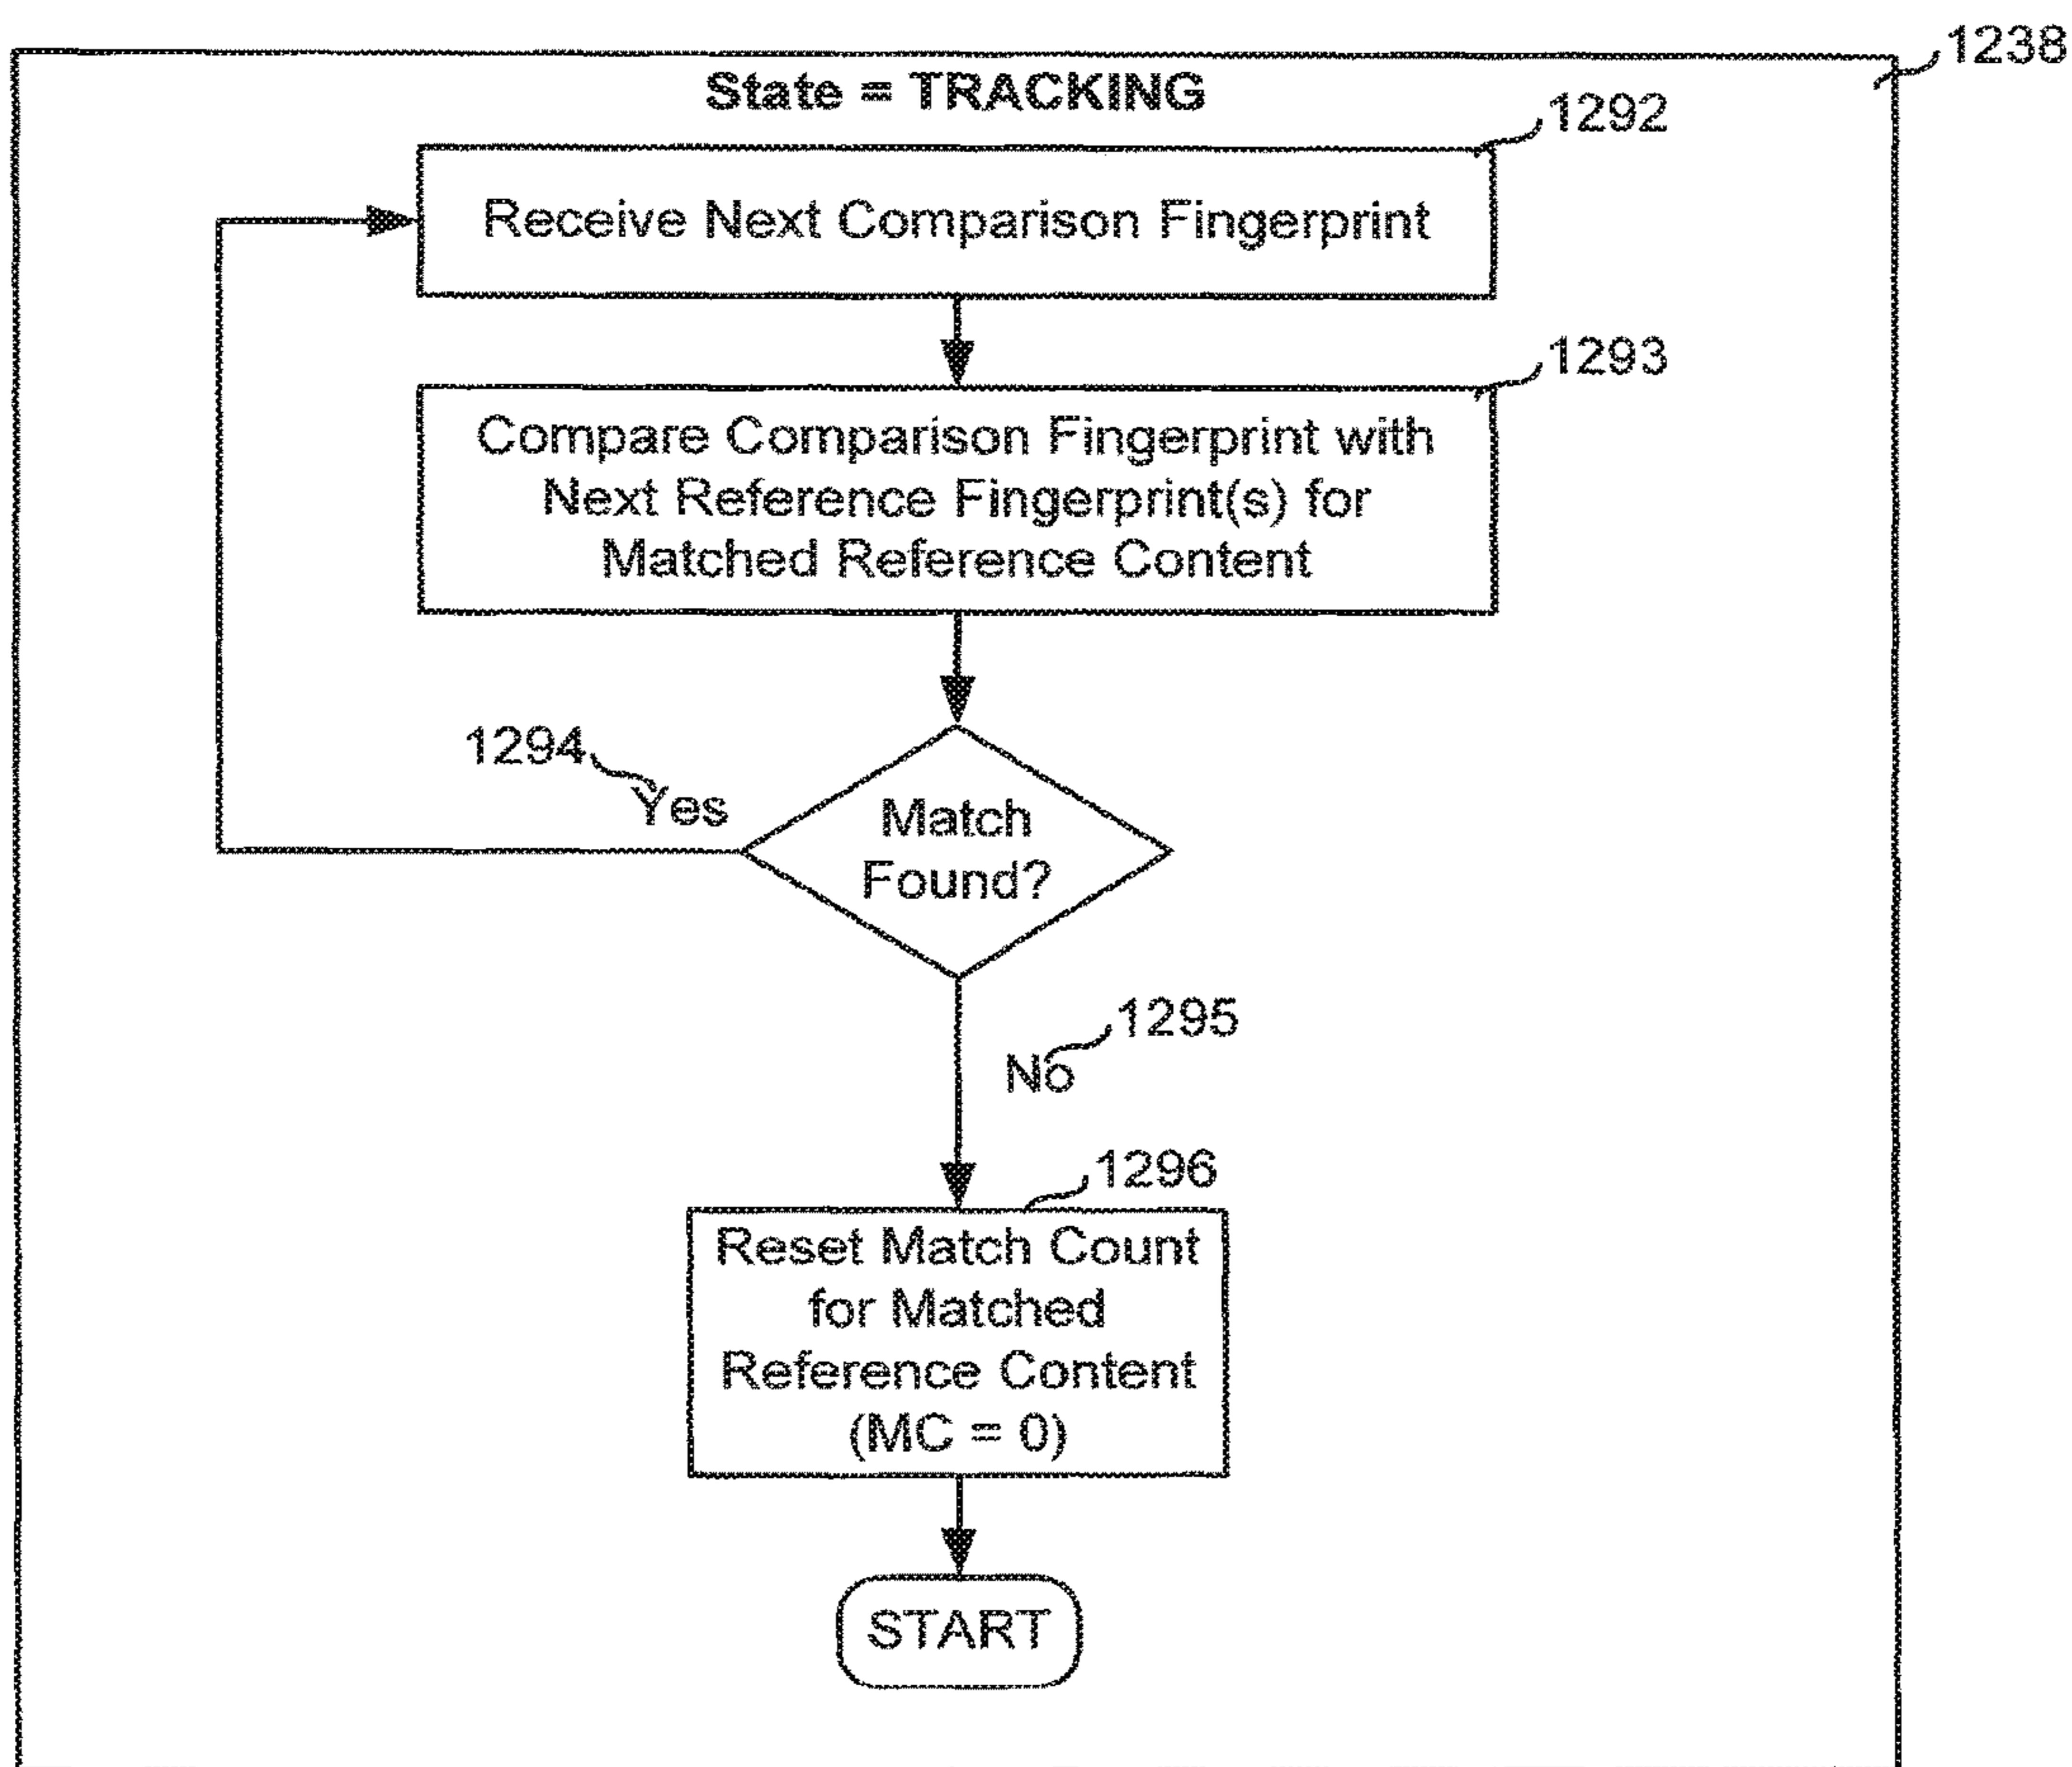 1238
State = TRACKING
1292
Receive Next Comparison Fingerprint
1293
Compare Comparison Fingerprint with
Next Reference Fingerprint(s) for
Matched Reference Content
1294
Yes
Match
Found?
1295
No
1296
Reset Match Count
for Matched
Reference Content
(MC = 0)
START